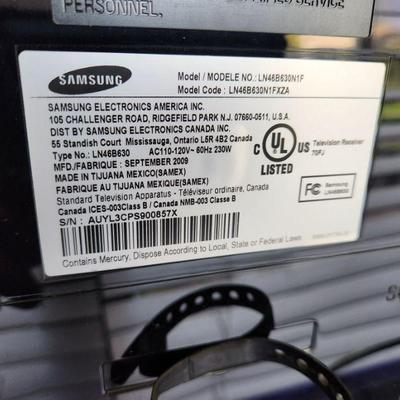 PERSONNEL,
SAMSUNG
Model / MODELE NO.: LN46B630N1F
Model Code : LN46B630N1FXZA
SAMSUNG ELECTRONICS AMERICA INC.
105 CHALLENGER ROAD, RIDGEFIELD PARK N.J. 07660-0511, U.S.A.
DIST BY SAMSUNG ELECTRONICS CANADA INC.
55 Standish Court Mississauga, Ontario L5R 4B2 Canada
Type No: LN46B630 AC110-120V~ 60Hz 230W
MFD./FABRIQUE : SEPTEMBER 2009
MADE IN TIJUANA MEXICO(SAMEX)
FABRIQUE AU TIJUANA MEXIQUE(SAMEX)
Standard Television Apparatus - Téléviseur ordinaire, Canada
Canada ICES-003Class B / Canada NMB-003 Classe B
S/N : AUYL3CPS900857X
Contains Mercury, Dispose According to Local, State or Federal Laws
C UL US
LISTED
Television Receiver
70FJ
FC
Samsung
LN46B630